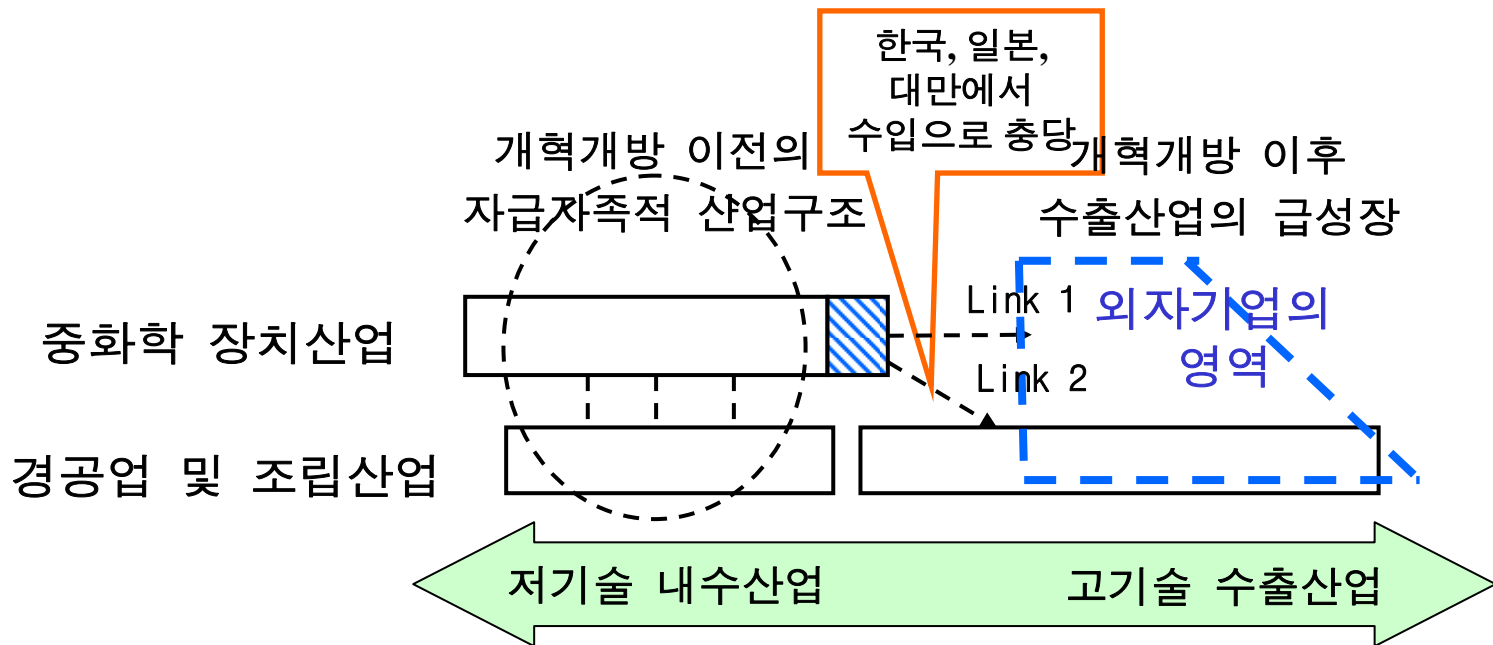 한국, 일본,
대만에서
수입으로 충당
개혁개방 이전의
자급자족적 산업구조
개혁개방 이후
수출산업의 급성장
Link 1
외자기업의
영역
중화학 장치산업
Link 2
경공업 및 조립산업
저기술 내수산업
고기술 수출산업